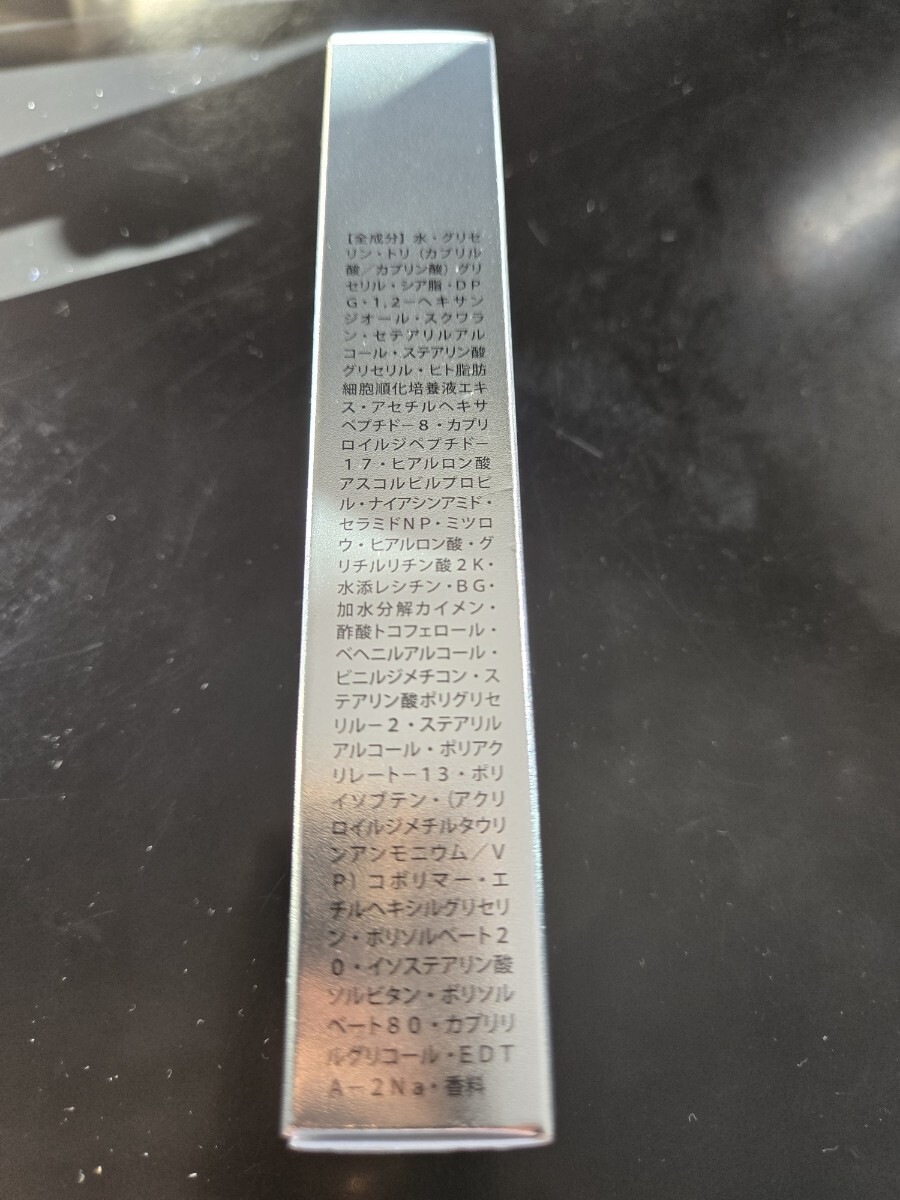 【全成分】水・グリセ
リン・トリ（カプリル
酸／カプリン酸）グリ
セリル・シア脂・DP
G・1,2－ヘキサン
ジオール・スクワラ
ン・セテアリルアル
コール・ステアリン酸
グリセリル・ヒト脂肪
細胞順化培養液エキ
ス・アセチルヘキサ
ペプチド－8・カプリ
ロイルジペプチド－
17・ヒアルロン酸
アスコルビルプロピ
ル・ナイアシンアミド・
セラミドNP・ミツロ
ウ・ヒアルロン酸・グ
リチルリチン酸2K・
水添レシチン・BG・
加水分解カイメン・
酢酸トコフェロール・
ベヘニルアルコール・
ビニルジメチコン・ス
テアリン酸ポリグリセ
リル－2・ステアリル
アルコール・ポリアク
リレート－13・ポリ
イソブテン・（アクリ
ロイルジメチルタウリ
ンアンモニウム／V
P）コポリマー・エ
チルヘキシルグリセリ
ン・ポリソルベート2
0・イソステアリン酸
ソルビタン・ポリソル
ベート80・カプリリ
ルグリコール・EDT
A－2Na・香料